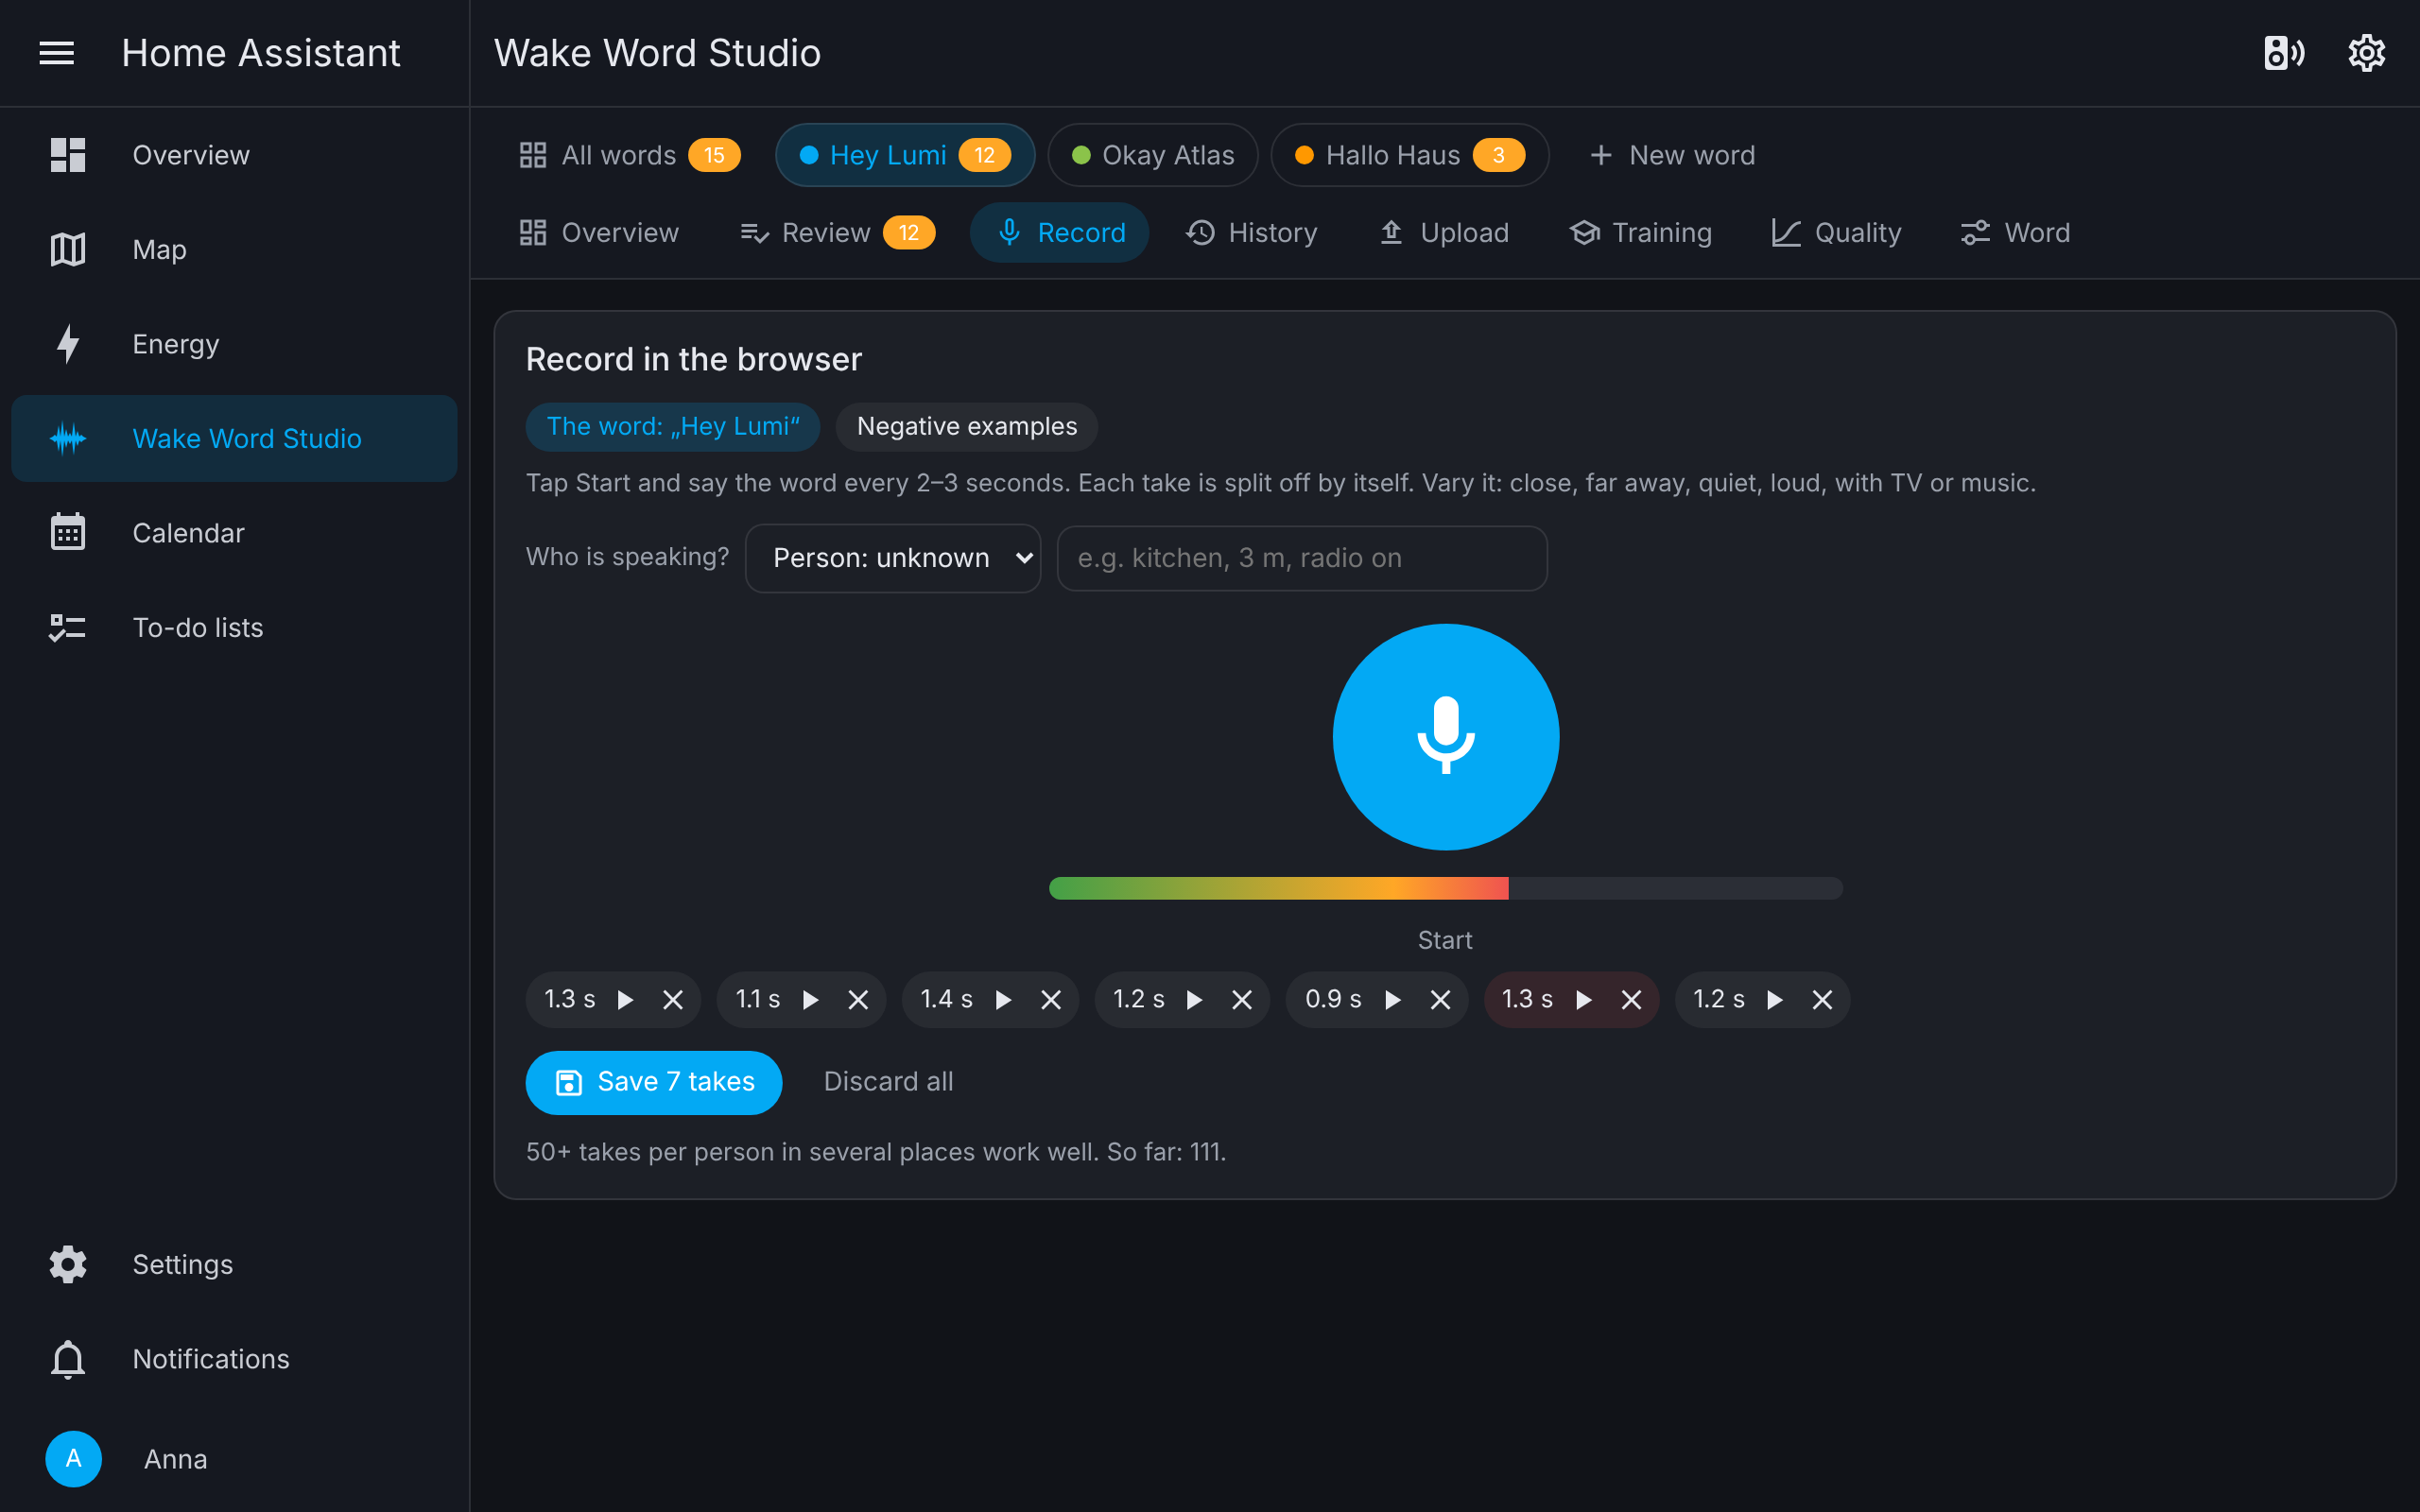 Home Assistant
Wake Word Studio
Overview
Map
Energy
Wake Word Studio
Calendar
To-do lists
Settings
Notifications
A Anna
All words 15 Hey Lumi 12 Okay Atlas Hallo Haus 3 + New word
Overview Review 12 Record History Upload Training Quality Word
Record in the browser
The word: „Hey Lumi“ Negative examples
Tap Start and say the word every 2–3 seconds. Each take is split off by itself. Vary it: close, far away, quiet, loud, with TV or music.
Who is speaking? Person: unknown e.g. kitchen, 3 m, radio on
Start
1.3 s 1.1 s 1.4 s 1.2 s 0.9 s 1.3 s 1.2 s
Save 7 takes Discard all
50+ takes per person in several places work well. So far: 111.